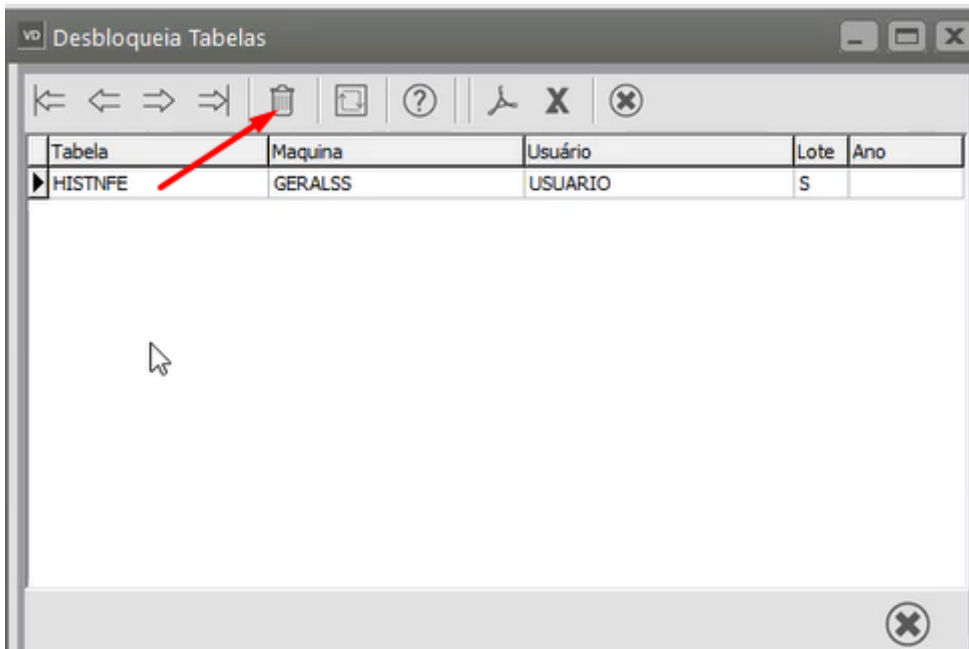 VD Desbloqueia Tabelas
Tabela Maquina Usuário Lote Ano
HISTNFE GERALSS USUARIO S